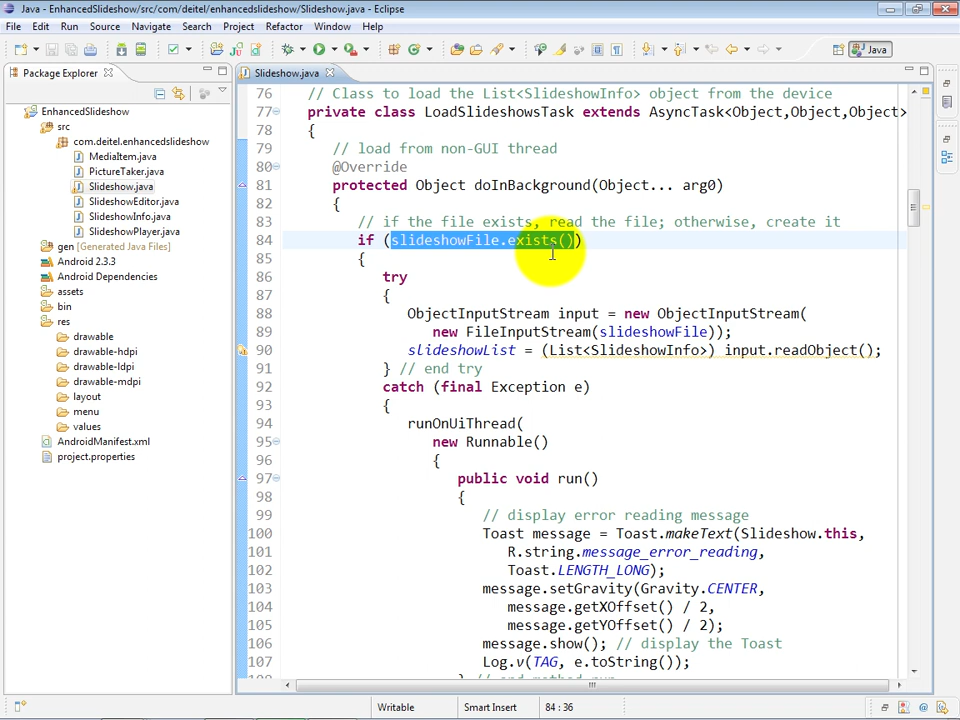 Java - EnhancedSlideshow/src/com/deitel/enhancedslideshow/Slideshow.java - Eclipse
File Edit Run Source Navigate Search Project Refactor Window Help
Java
Package Explorer
Slideshow.java
EnhancedSlideshow
src
com.deitel.enhancedslideshow
MediaItem.java
PictureTaker.java
Slideshow.java
SlideshowEditor.java
SlideshowInfo.java
SlideshowPlayer.java
gen [Generated Java Files]
Android 2.3.3
Android Dependencies
assets
bin
res
drawable
drawable-hdpi
drawable-ldpi
drawable-mdpi
layout
menu
values
AndroidManifest.xml
project.properties
76 // Class to load the List<SlideshowInfo> object from the device
77 private class LoadSlideshowsTask extends AsyncTask<Object,Object,Object>
78 {
79 // load from non-GUI thread
80 @Override
81 protected Object doInBackground(Object... arg0)
82 {
83 // if the file exists, read the file; otherwise, create it
84 if (slideshowFile.exists())
85 {
86 try
87 {
88 ObjectInputStream input = new ObjectInputStream(
89 new FileInputStream(slideshowFile));
90 slideshowList = (List<SlideshowInfo>) input.readObject();
91 } // end try
92 catch (final Exception e)
93 {
94 runOnUiThread(
95 new Runnable()
96 {
97 public void run()
98 {
99 // display error reading message
100 Toast message = Toast.makeText(Slideshow.this,
101 R.string.message_error_reading,
102 Toast.LENGTH_LONG);
103 message.setGravity(Gravity.CENTER,
104 message.getXOffset() / 2,
105 message.getYOffset() / 2);
106 message.show(); // display the Toast
107 Log.v(TAG, e.toString());
Writable Smart Insert 84 : 36